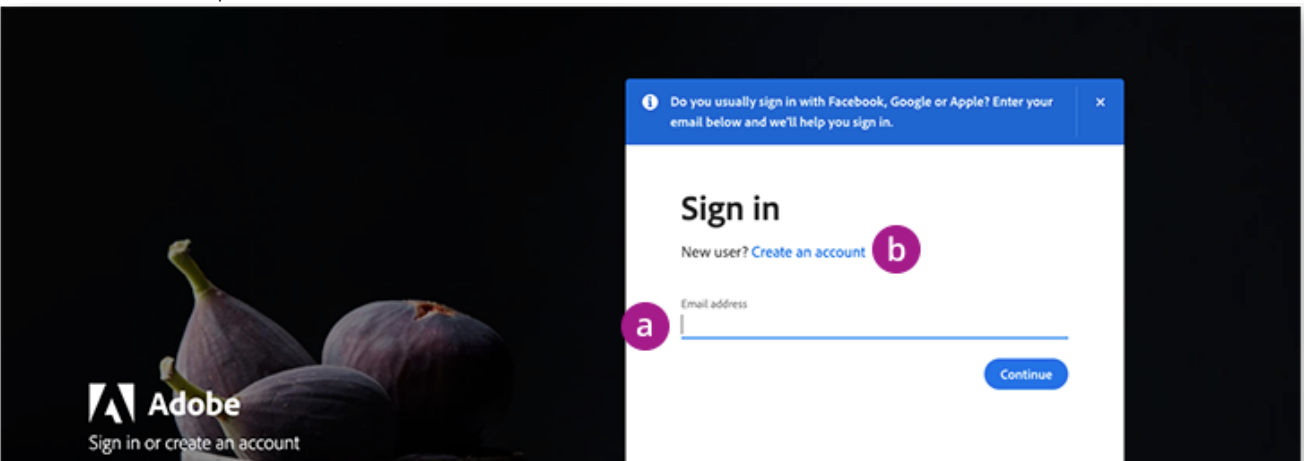 Do you usually sign in with Facebook, Google or Apple? Enter your
email below and we'll help you sign in.
Sign in
New user? Create an account
b
Email address
a
Continue
Adobe
Sign in or create an account